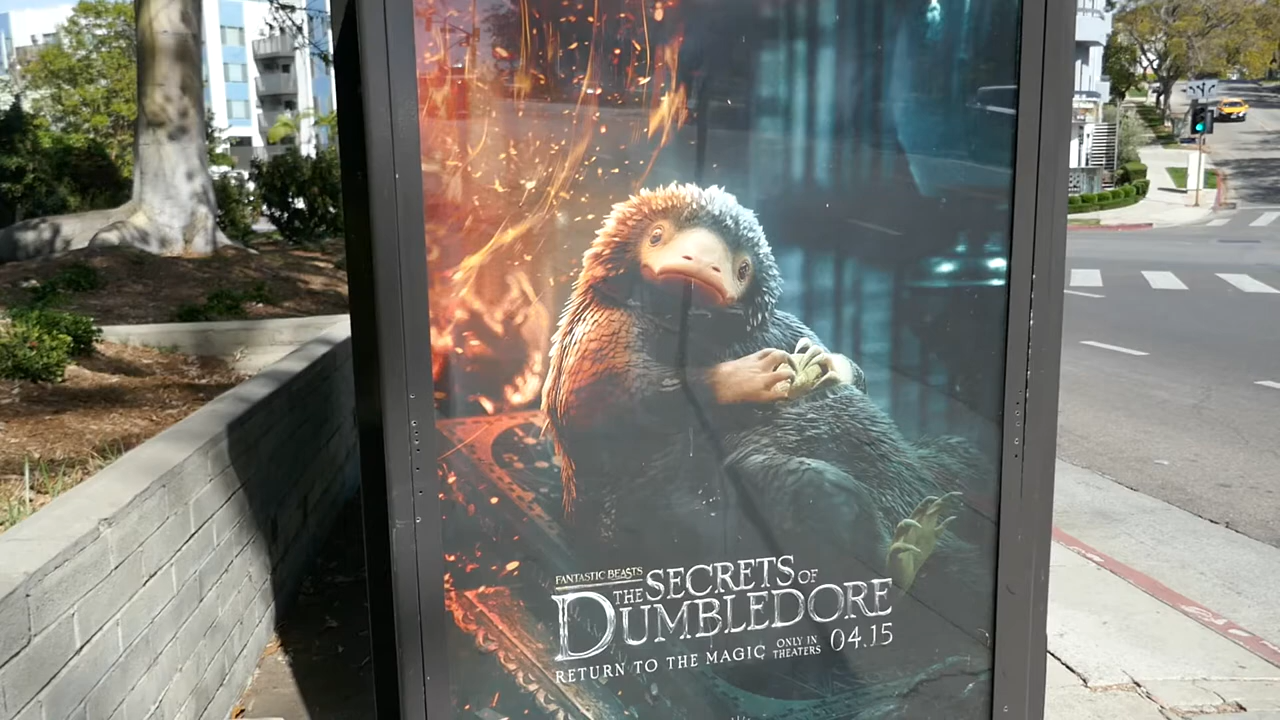 FANTASTIC BEASTS
THE SECRETS OF
DUMBLEDORE
RETURN TO THE MAGIC ONLY IN THEATERS 04.15